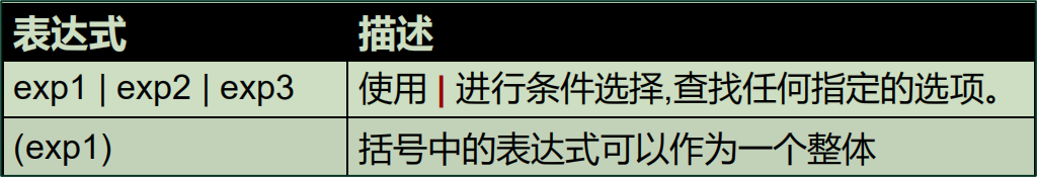 表达式 描述
exp1 | exp2 | exp3 使用 | 进行条件选择,查找任何指定的选项。
(exp1) 括号中的表达式可以作为一个整体